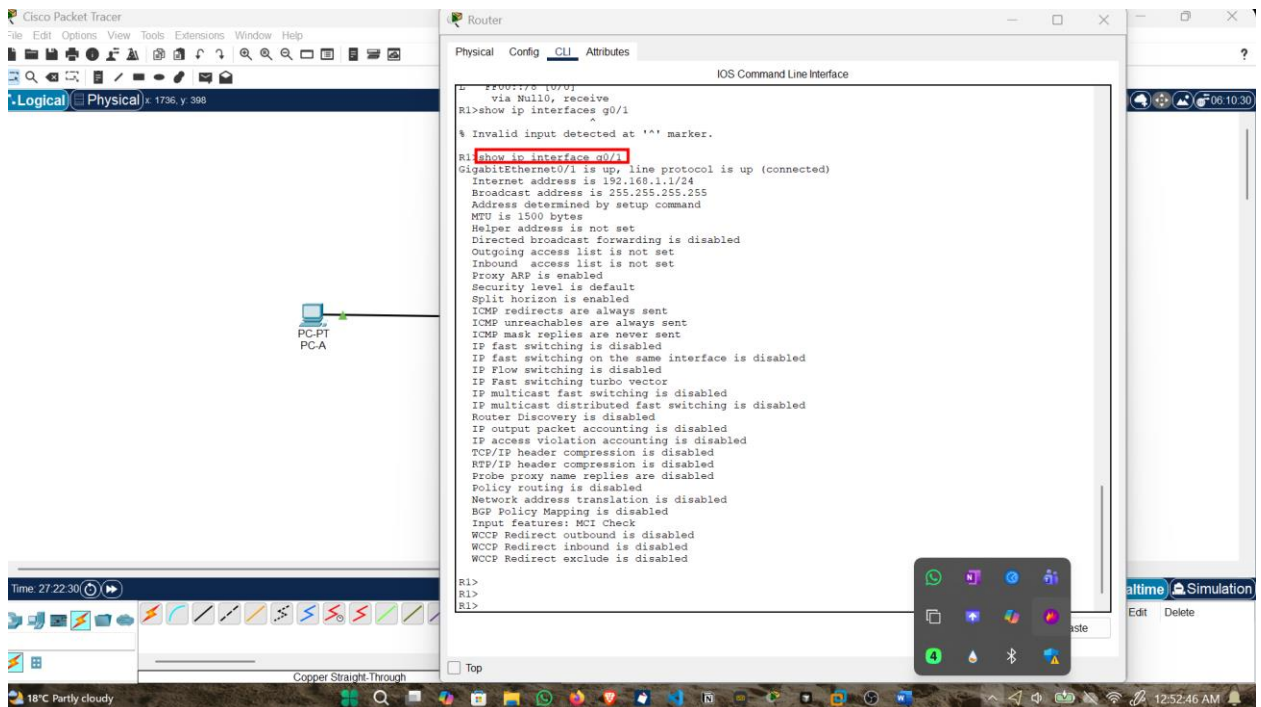 Cisco Packet Tracer
File Edit Options View Tools Extensions Window Help
Logical Physical x: 1736, y: 398
06:10:30
PC-PT
PC-A
Time: 27:22:30
Copper Straight-Through
Router
Physical Config CLI Attributes
IOS Command Line Interface
L FF00::/8 [0/0]
via Null0, receive
R1>show ip interfaces g0/1
^
% Invalid input detected at '^' marker.
R1>show ip interface g0/1
GigabitEthernet0/1 is up, line protocol is up (connected)
Internet address is 192.168.1.1/24
Broadcast address is 255.255.255.255
Address determined by setup command
MTU is 1500 bytes
Helper address is not set
Directed broadcast forwarding is disabled
Outgoing access list is not set
Inbound access list is not set
Proxy ARP is enabled
Security level is default
Split horizon is enabled
ICMP redirects are always sent
ICMP unreachables are always sent
ICMP mask replies are never sent
IP fast switching is disabled
IP fast switching on the same interface is disabled
IP Flow switching is disabled
IP Fast switching turbo vector
IP multicast fast switching is disabled
IP multicast distributed fast switching is disabled
Router Discovery is disabled
IP output packet accounting is disabled
IP access violation accounting is disabled
TCP/IP header compression is disabled
RTP/IP header compression is disabled
Probe proxy name replies are disabled
Policy routing is disabled
Network address translation is disabled
BGP Policy Mapping is disabled
Input features: MCI Check
WCCP Redirect outbound is disabled
WCCP Redirect inbound is disabled
WCCP Redirect exclude is disabled
R1>
R1>
R1>
Top
Simulation
Edit Delete
18°C Partly cloudy
12:52:46 AM